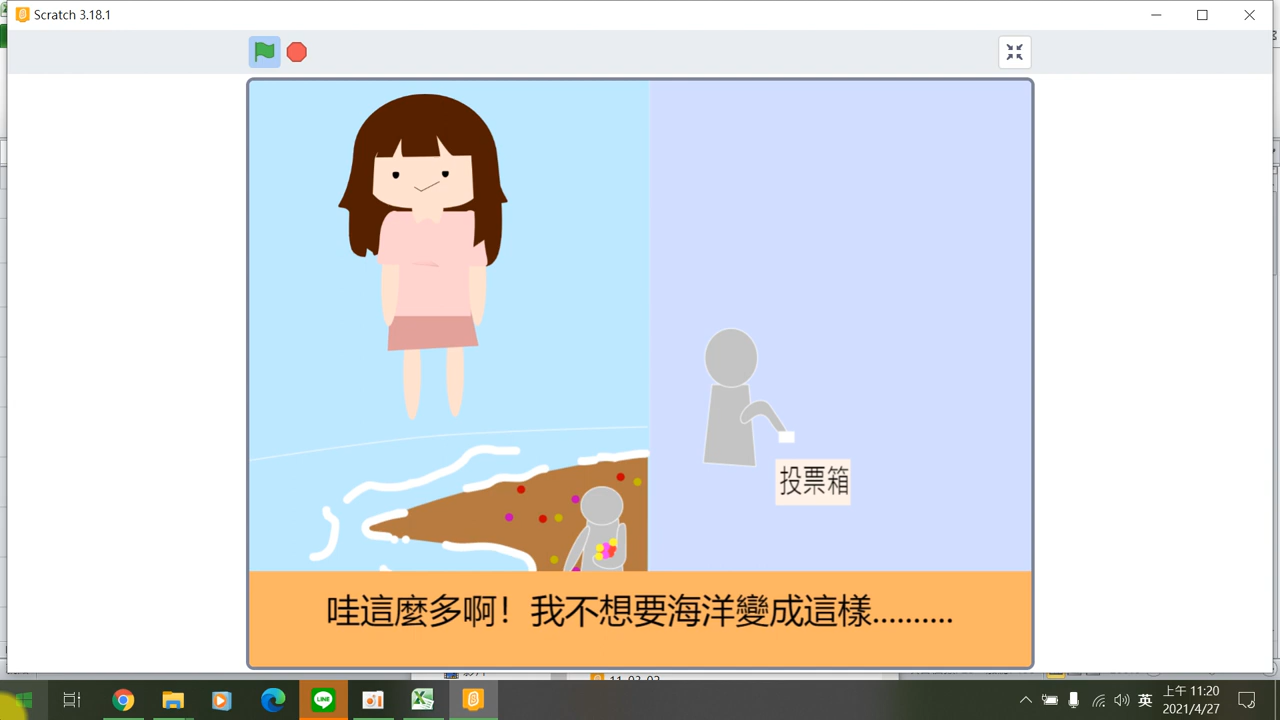 Scratch 3.18.1
投票箱
哇這麼多啊！我不想要海洋變成這樣..........
LINE
英
上午 11:20
2021/4/27